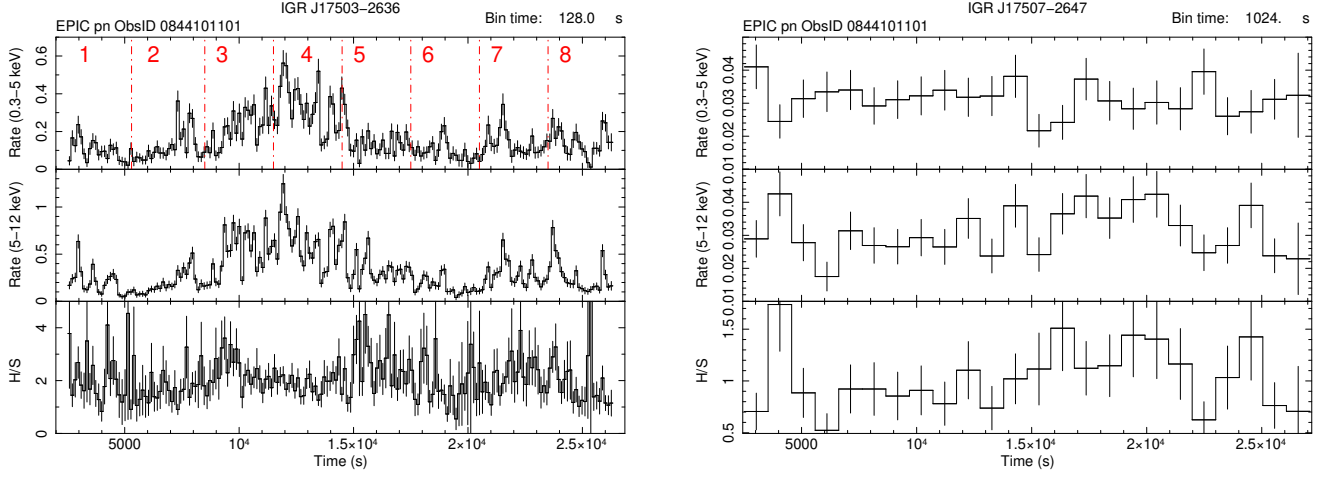 IGR J17503−2636
EPIC pn ObsID 0844101101
Bin time: 128.0 s
1 2 3 4 5 6 7 8
Rate (0.3−5 keV)
0 0.2 0.4 0.6
Rate (5−12 keV)
0 0.5 1
H/S
0 2 4
5000 10⁴ 1.5×10⁴ 2×10⁴ 2.5×10⁴
Time (s)
IGR J17507−2647
EPIC pn ObsID 0844101101
Bin time: 1024. s
Rate (0.3−5 keV)
0.01 0.02 0.03 0.04
Rate (5−12 keV)
0.01 0.02 0.03 0.04
H/S
0.5 1 1.5
5000 10⁴ 1.5×10⁴ 2×10⁴ 2.5×10⁴
Time (s)